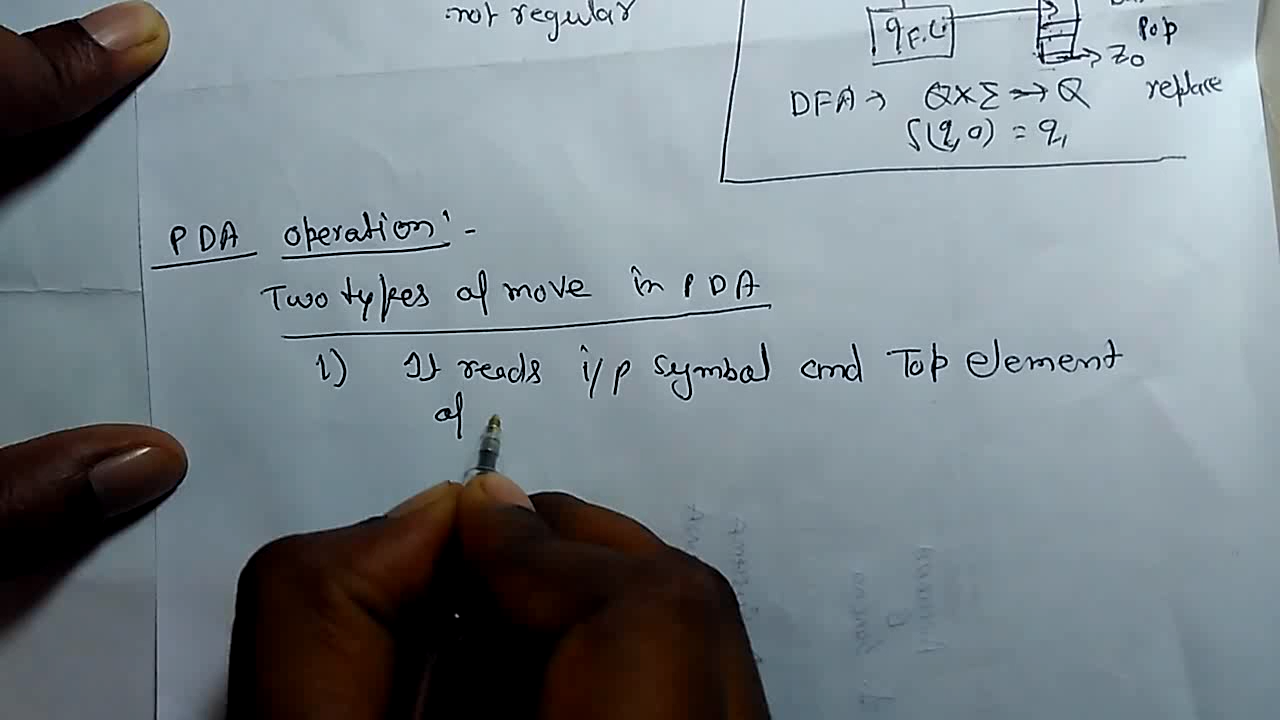 not regular
q F.C
Pop
Z0
replace
DFA → Q×Σ → Q
δ(q,0) = q1
PDA operation:-
Two types of move in PDA
1) It reads i/p symbol and Top element
of